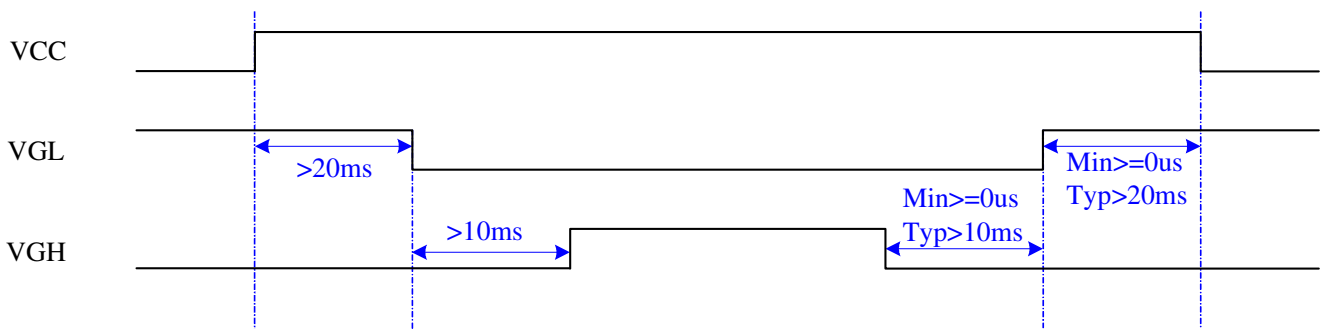 VCC
VGL
>20ms
Min>=0us
Typ>20ms
VGH
>10ms
Min>=0us
Typ>10ms